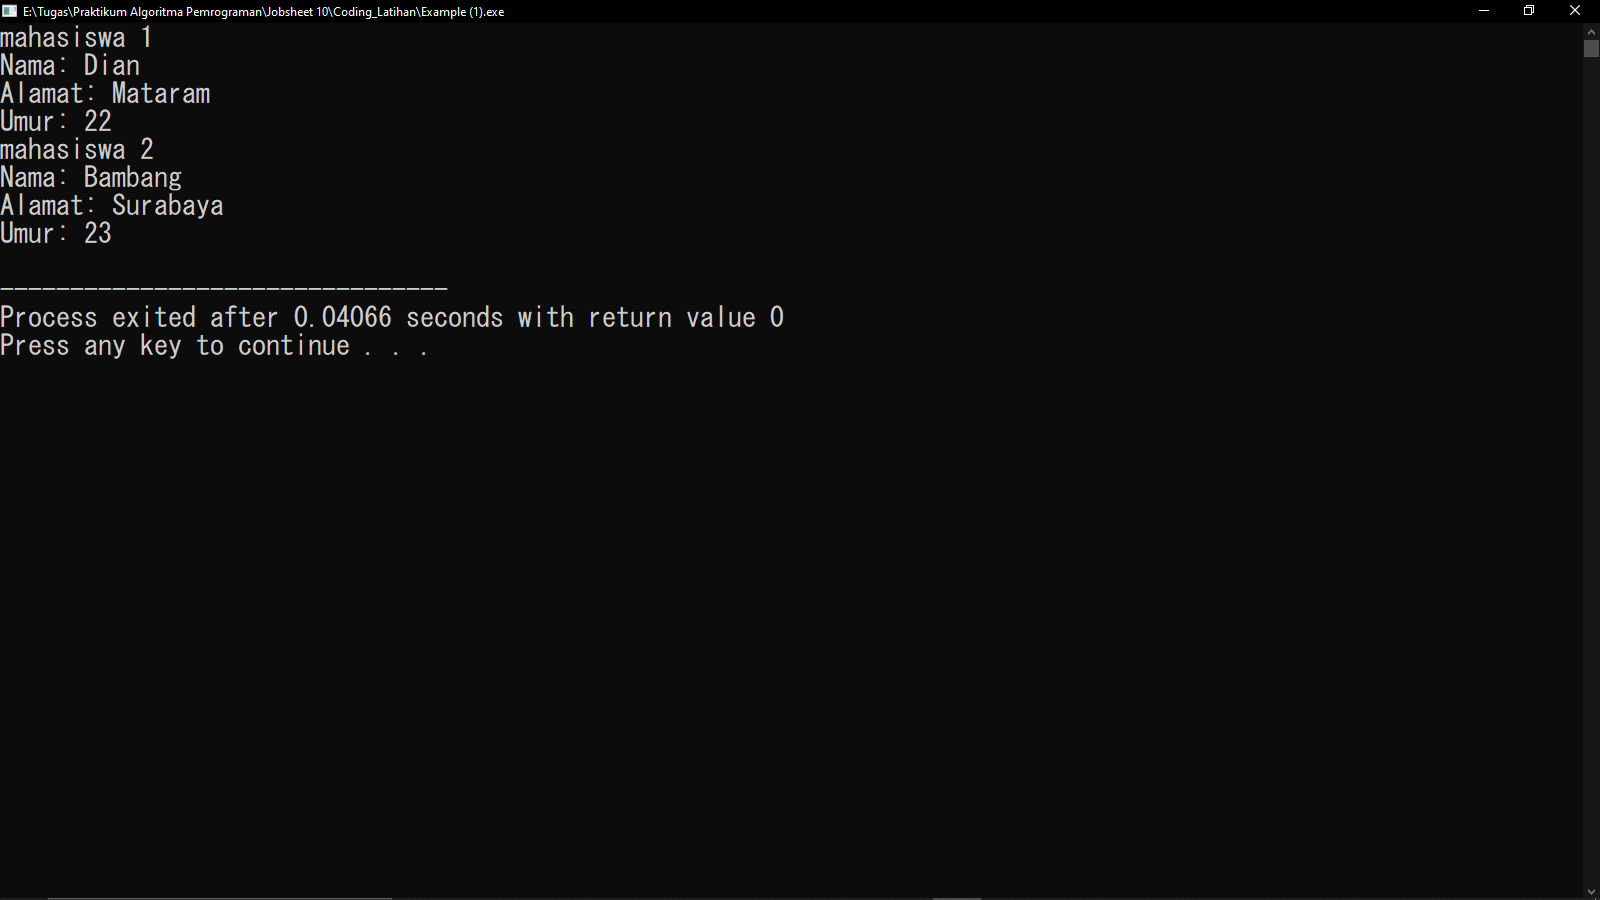 E:\Tugas\Praktikum Algoritma Pemrograman\Jobsheet 10\Coding_Latihan\Example (1).exe
mahasiswa 1
Nama: Dian
Alamat: Mataram
Umur: 22
mahasiswa 2
Nama: Bambang
Alamat: Surabaya
Umur: 23
--------------------------------
Process exited after 0.04066 seconds with return value 0
Press any key to continue . . .